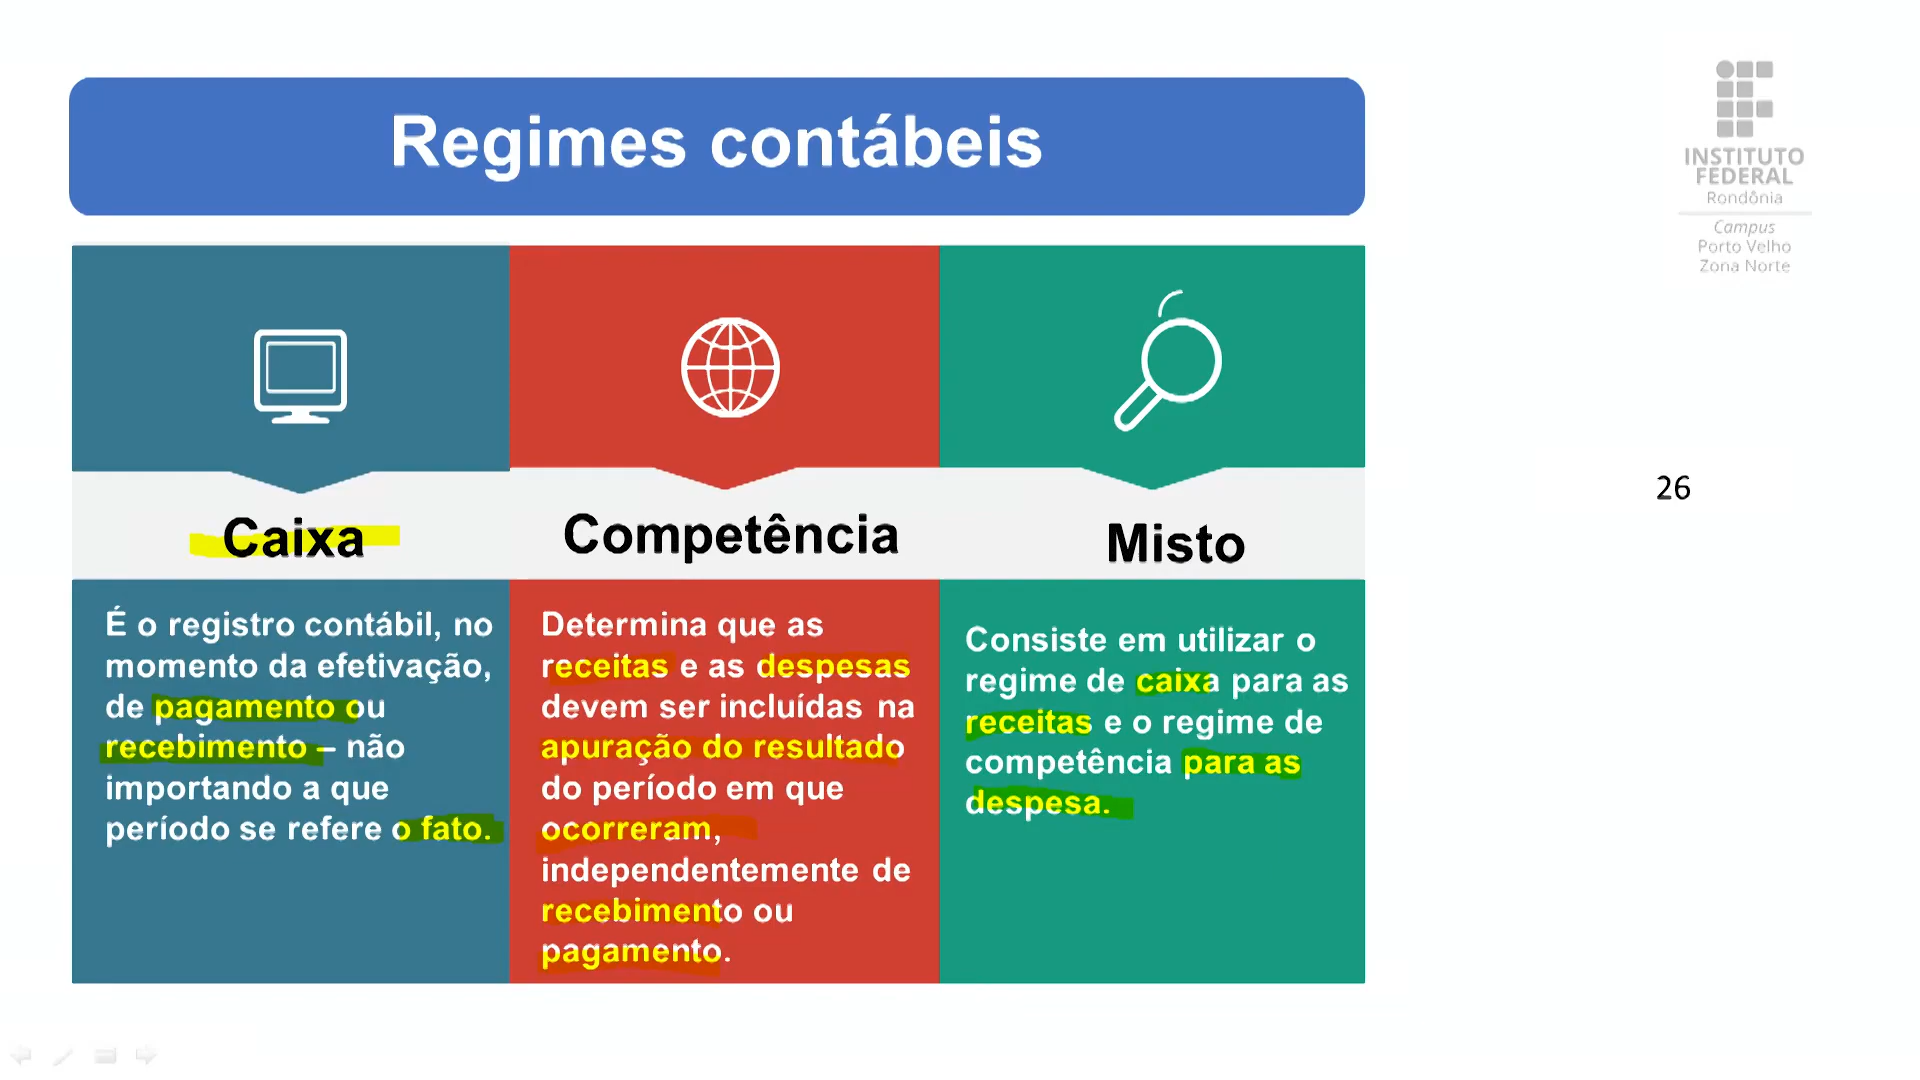 Regimes contábeis
INSTITUTO
FEDERAL
Rondônia
Campus
Porto Velho
Zona Norte
26
Caixa
É o registro contábil, no
momento da efetivação,
de pagamento ou
recebimento – não
importando a que
período se refere o fato.
Competência
Determina que as
receitas e as despesas
devem ser incluídas na
apuração do resultado
do período em que
ocorreram,
independentemente de
recebimento ou
pagamento.
Misto
Consiste em utilizar o
regime de caixa para as
receitas e o regime de
competência para as
despesa.